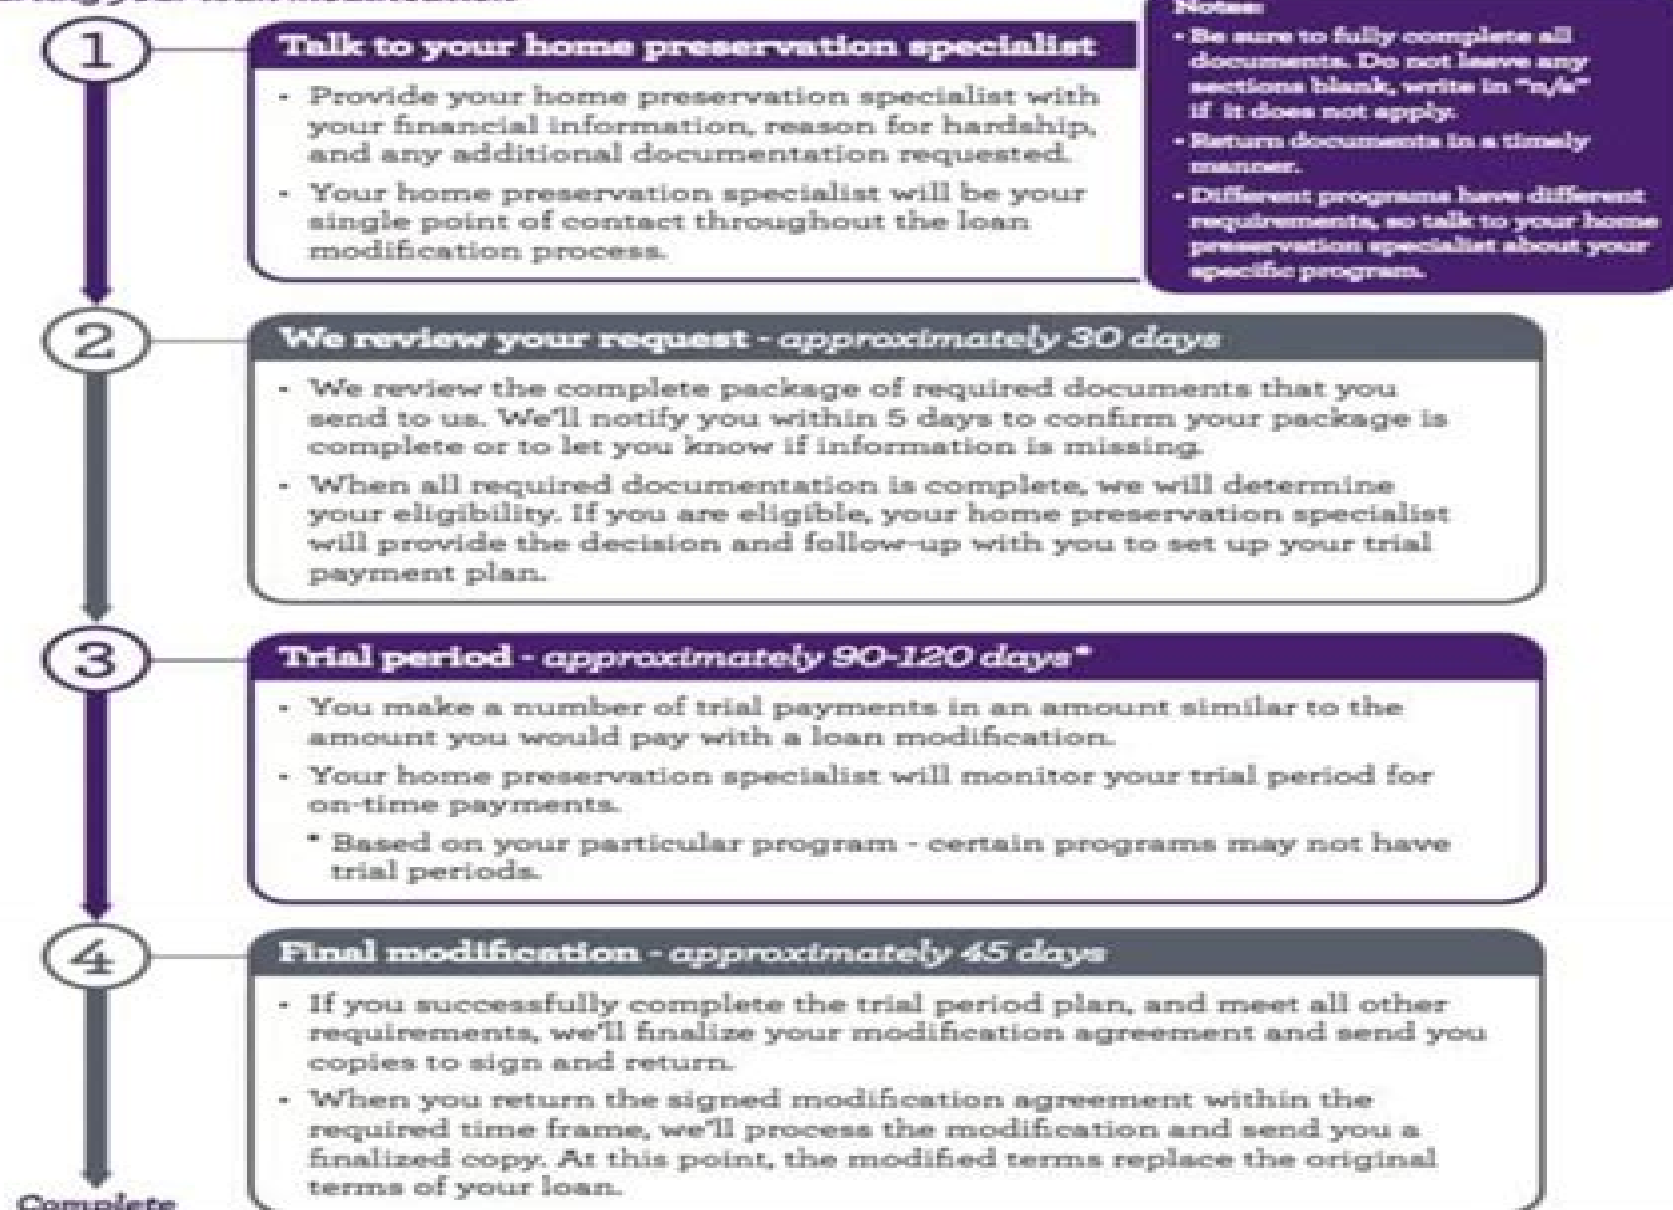 your loan modification
1
Talk to your home preservation specialist
- Provide your home preservation specialist with
your financial information, reason for hardship,
and any additional documentation requested.
- Your home preservation specialist will be your
single point of contact throughout the loan
modification process.
Notes:
• Be sure to fully complete all
documents. Do not leave any
sections blank, write in "n/a"
if it does not apply.
• Return documents in a timely
manner.
• Different programs have different
requirements, so talk to your home
preservation specialist about your
specific program.
2
We review your request - approximately 30 days
- We review the complete package of required documents that you
send to us. We'll notify you within 5 days to confirm your package is
complete or to let you know if information is missing.
- When all required documentation is complete, we will determine
your eligibility. If you are eligible, your home preservation specialist
will provide the decision and follow-up with you to set up your trial
payment plan.
3
Trial period - approximately 90-120 days*
- You make a number of trial payments in an amount similar to the
amount you would pay with a loan modification.
- Your home preservation specialist will monitor your trial period for
on-time payments.
* Based on your particular program - certain programs may not have
trial periods.
4
Final modification - approximately 45 days
- If you successfully complete the trial period plan, and meet all other
requirements, we'll finalize your modification agreement and send you
copies to sign and return.
- When you return the signed modification agreement within the
required time frame, we'll process the modification and send you a
finalized copy. At this point, the modified terms replace the original
terms of your loan.
Complete